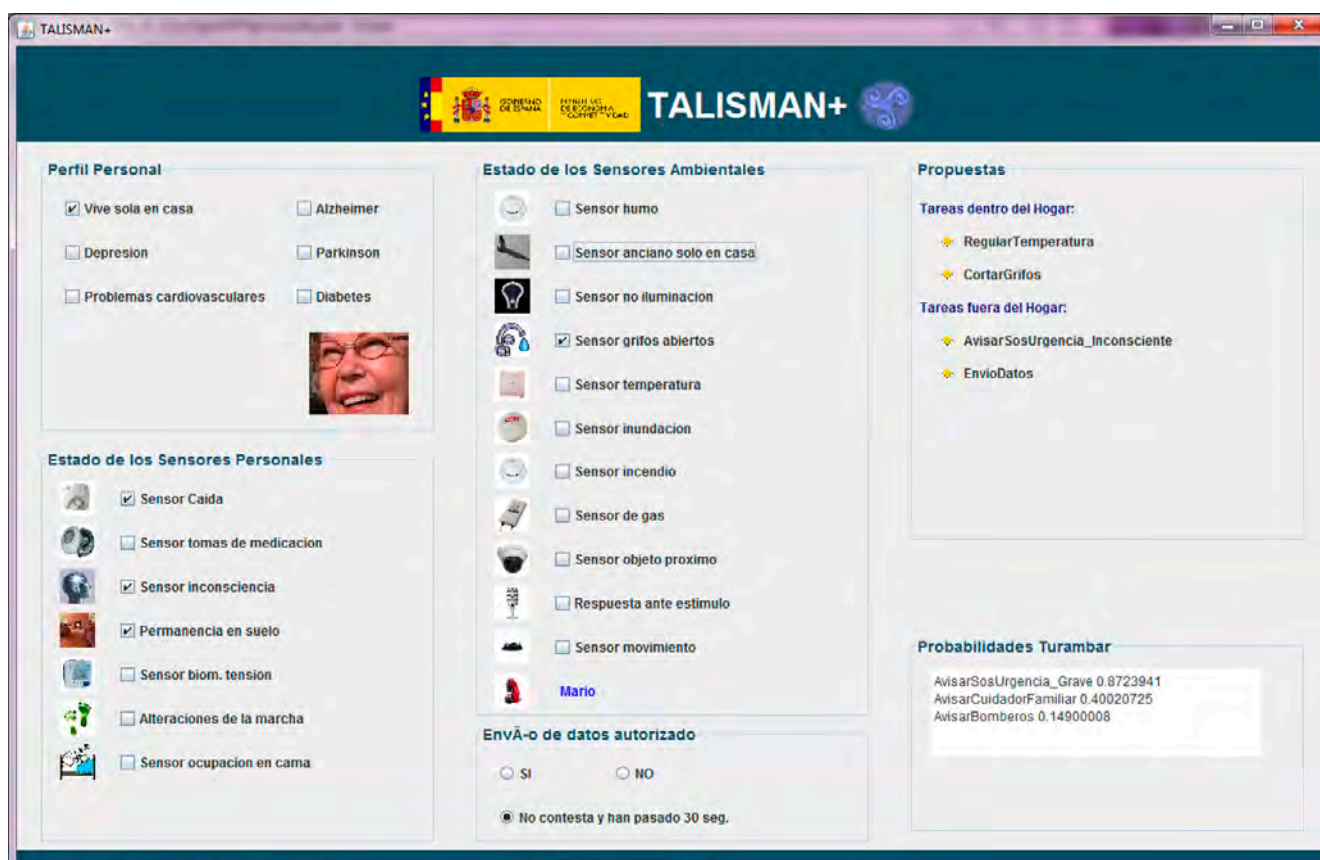 TALISMAN+
GOBIERNO
DE ESPAÑA
TALISMAN+
Perfil Personal
Vive sola en casa
Alzheimer
Depresion
Parkinson
Problemas cardiovasculares
Diabetes
Estado de los Sensores Personales
Sensor Caida
Sensor tomas de medicacion
Sensor inconsciencia
Permanencia en suelo
Sensor biom. tension
Alteraciones de la marcha
Sensor ocupacion en cama
Estado de los Sensores Ambientales
Sensor humo
Sensor anciano solo en casa
Sensor no iluminacion
Sensor grifos abiertos
Sensor temperatura
Sensor inundacion
Sensor incendio
Sensor de gas
Sensor objeto proximo
Respuesta ante estimulo
Sensor movimiento
Mario
EnvÃ-o de datos autorizado
SI
NO
No contesta y han pasado 30 seg.
Propuestas
Tareas dentro del Hogar:
RegularTemperatura
CortarGrifos
Tareas fuera del Hogar:
AvisarSosUrgencia_Inconsciente
EnvioDatos
Probabilidades Turambar
AvisarSosUrgencia_Grave 0.8723941
AvisarCuidadorFamiliar 0.40020725
AvisarBomberos 0.14900008